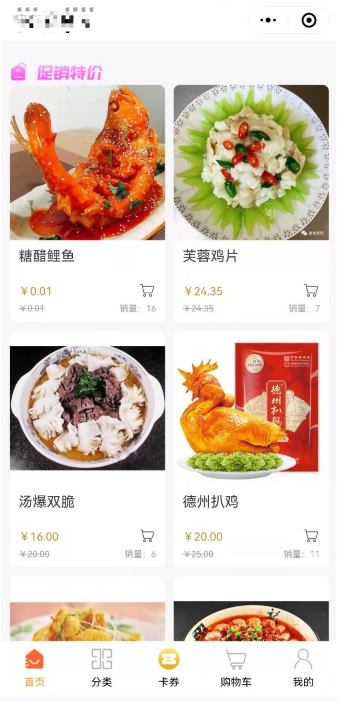 促销特价
糖醋鲤鱼
￥0.01
￥0.01
销量：16
芙蓉鸡片
￥24.35
￥24.35
销量：7
汤爆双脆
￥16.00
￥20.00
销量：6
德州扒鸡
德州扒鸡
￥20.00
￥25.00
销量：11
首页
分类
卡券
购物车
我的